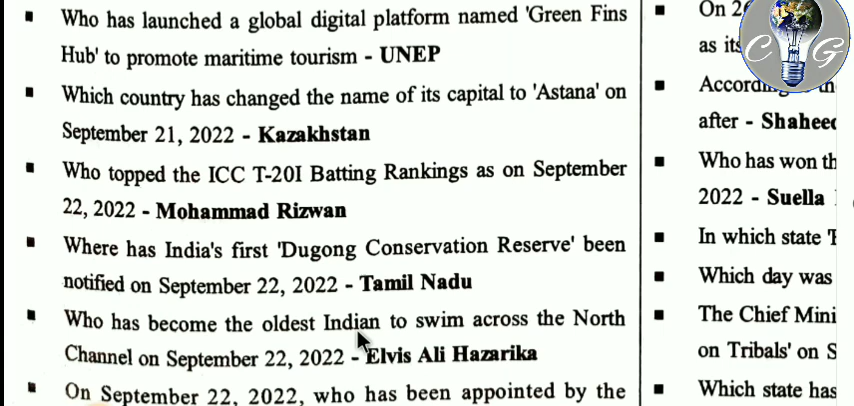 Who has launched a global digital platform named 'Green Fins
Hub' to promote maritime tourism - UNEP
Which country has changed the name of its capital to 'Astana' on
September 21, 2022 - Kazakhstan
Who topped the ICC T-20I Batting Rankings as on September
22, 2022 - Mohammad Rizwan
Where has India's first 'Dugong Conservation Reserve' been
notified on September 22, 2022 - Tamil Nadu
Who has become the oldest Indian to swim across the North
Channel on September 22, 2022 - Elvis Ali Hazarika
On September 22, 2022, who has been appointed by the
On
as its
after -
Who has won th
2022 - Suella
In which state
Which day was
The Chief Mini
on Tribals' on S
Which state has
C G